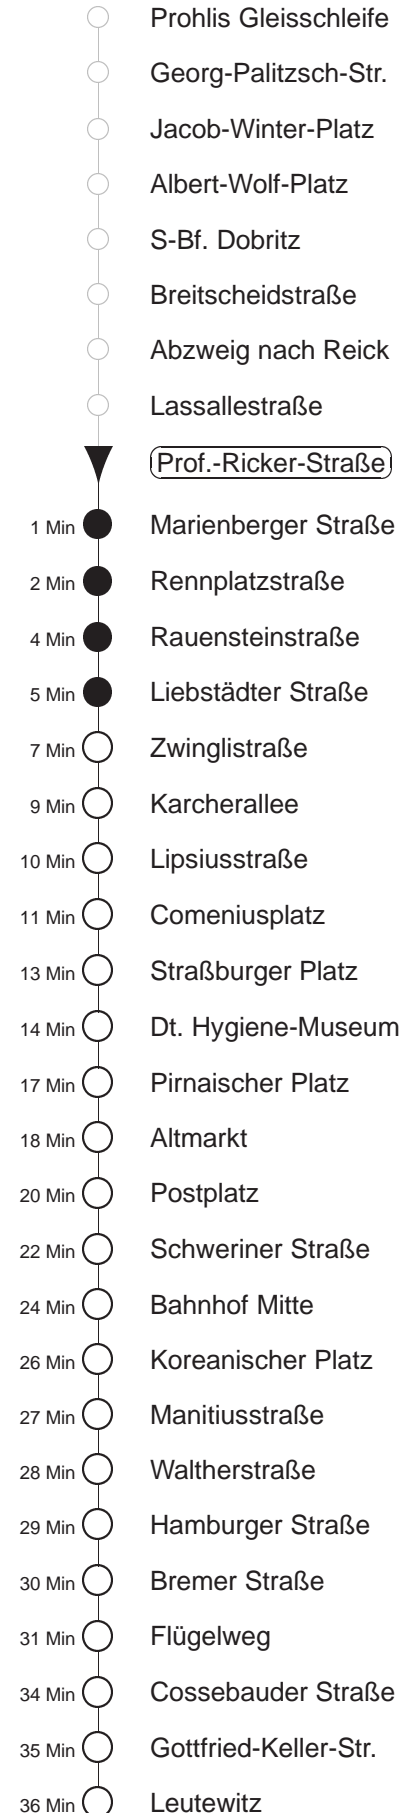 Prohlis Gleisschleife
Georg-Palitzsch-Str.
Jacob-Winter-Platz
Albert-Wolf-Platz
S-Bf. Dobritz
Breitscheidstraße
Abzweig nach Reick
Lassallestraße
Prof.-Ricker-Straße
1 Min Marienberger Straße
2 Min Rennplatzstraße
4 Min Rauensteinstraße
5 Min Liebstädter Straße
7 Min Zwinglistraße
9 Min Karcherallee
10 Min Lipsiusstraße
11 Min Comeniusplatz
13 Min Straßburger Platz
14 Min Dt. Hygiene-Museum
17 Min Pirnaischer Platz
18 Min Altmarkt
20 Min Postplatz
22 Min Schweriner Straße
24 Min Bahnhof Mitte
26 Min Koreanischer Platz
27 Min Manitiusstraße
28 Min Waltherstraße
29 Min Hamburger Straße
30 Min Bremer Straße
31 Min Flügelweg
34 Min Cossebauder Straße
35 Min Gottfried-Keller-Str.
36 Min Leutewitz